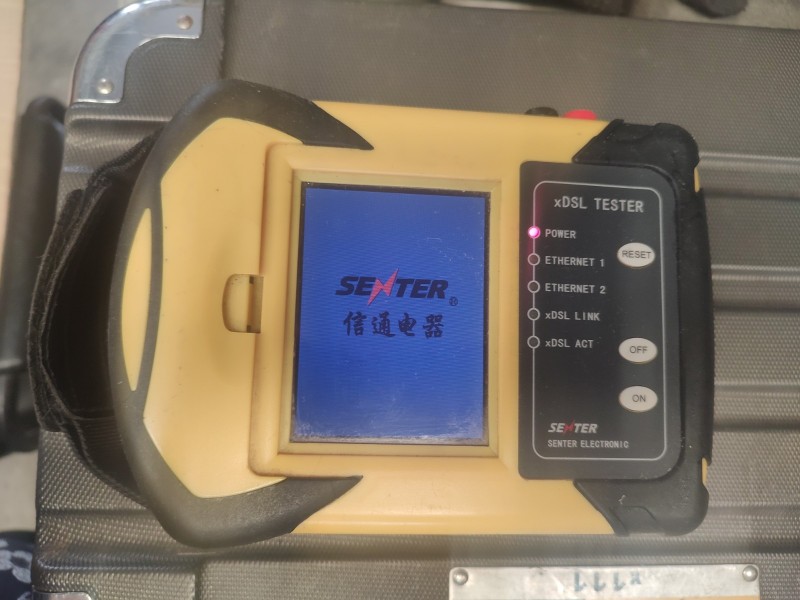 SENTER®
信通电器
xDSL TESTER
POWER
ETHERNET 1
ETHERNET 2
xDSL LINK
xDSL ACT
RESET
OFF
ON
SENTER
SENTER ELECTRONIC